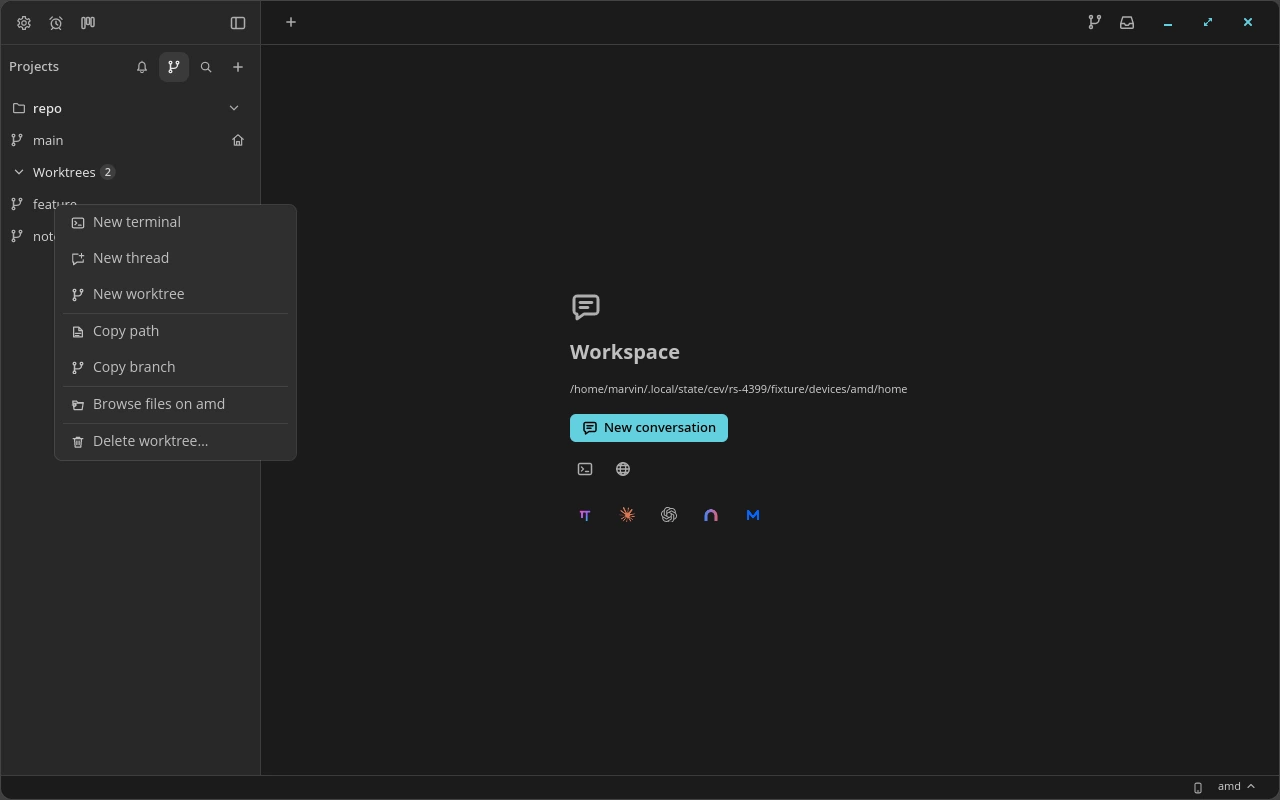 Projects
repo
main
Worktrees 2
feature
New terminal
New thread
New worktree
Copy path
Copy branch
Browse files on amd
Delete worktree...
Workspace
/home/marvin/.local/state/cev/rs-4399/fixture/devices/amd/home
New conversation
amd